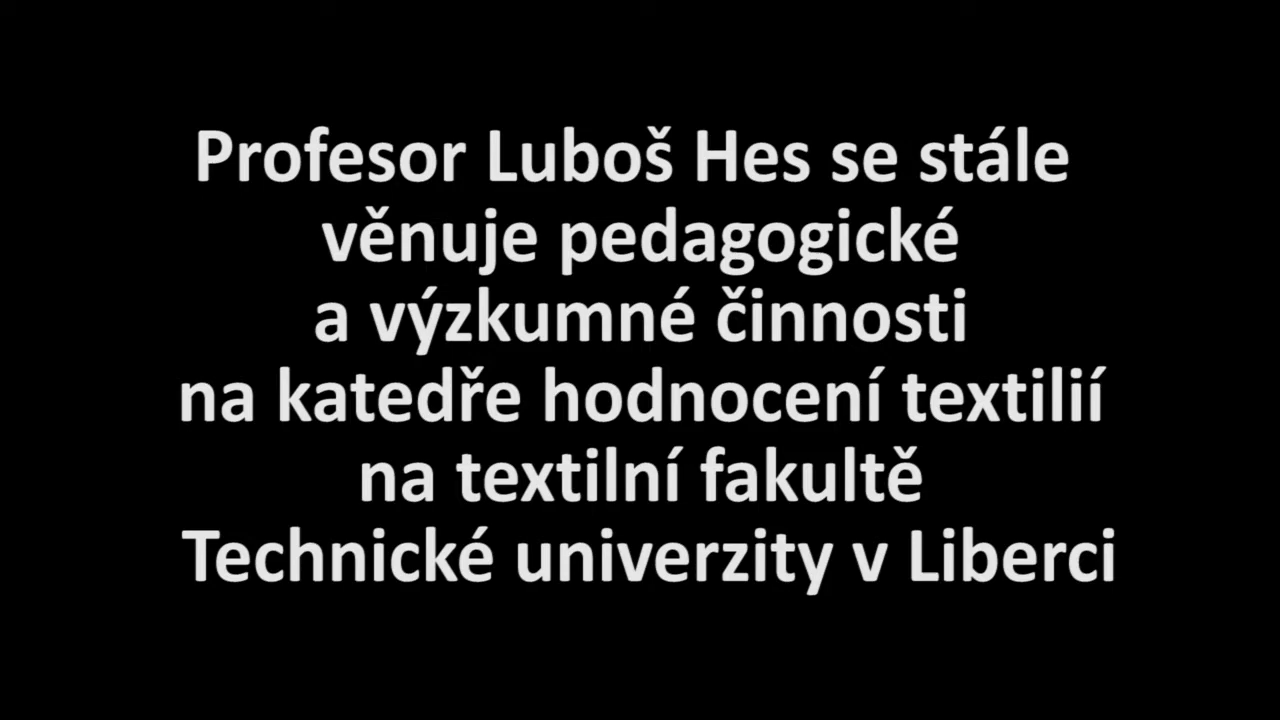 Profesor Luboš Hes se stále
věnuje pedagogické
a výzkumné činnosti
na katedře hodnocení textilií
na textilní fakultě
Technické univerzity v Liberci